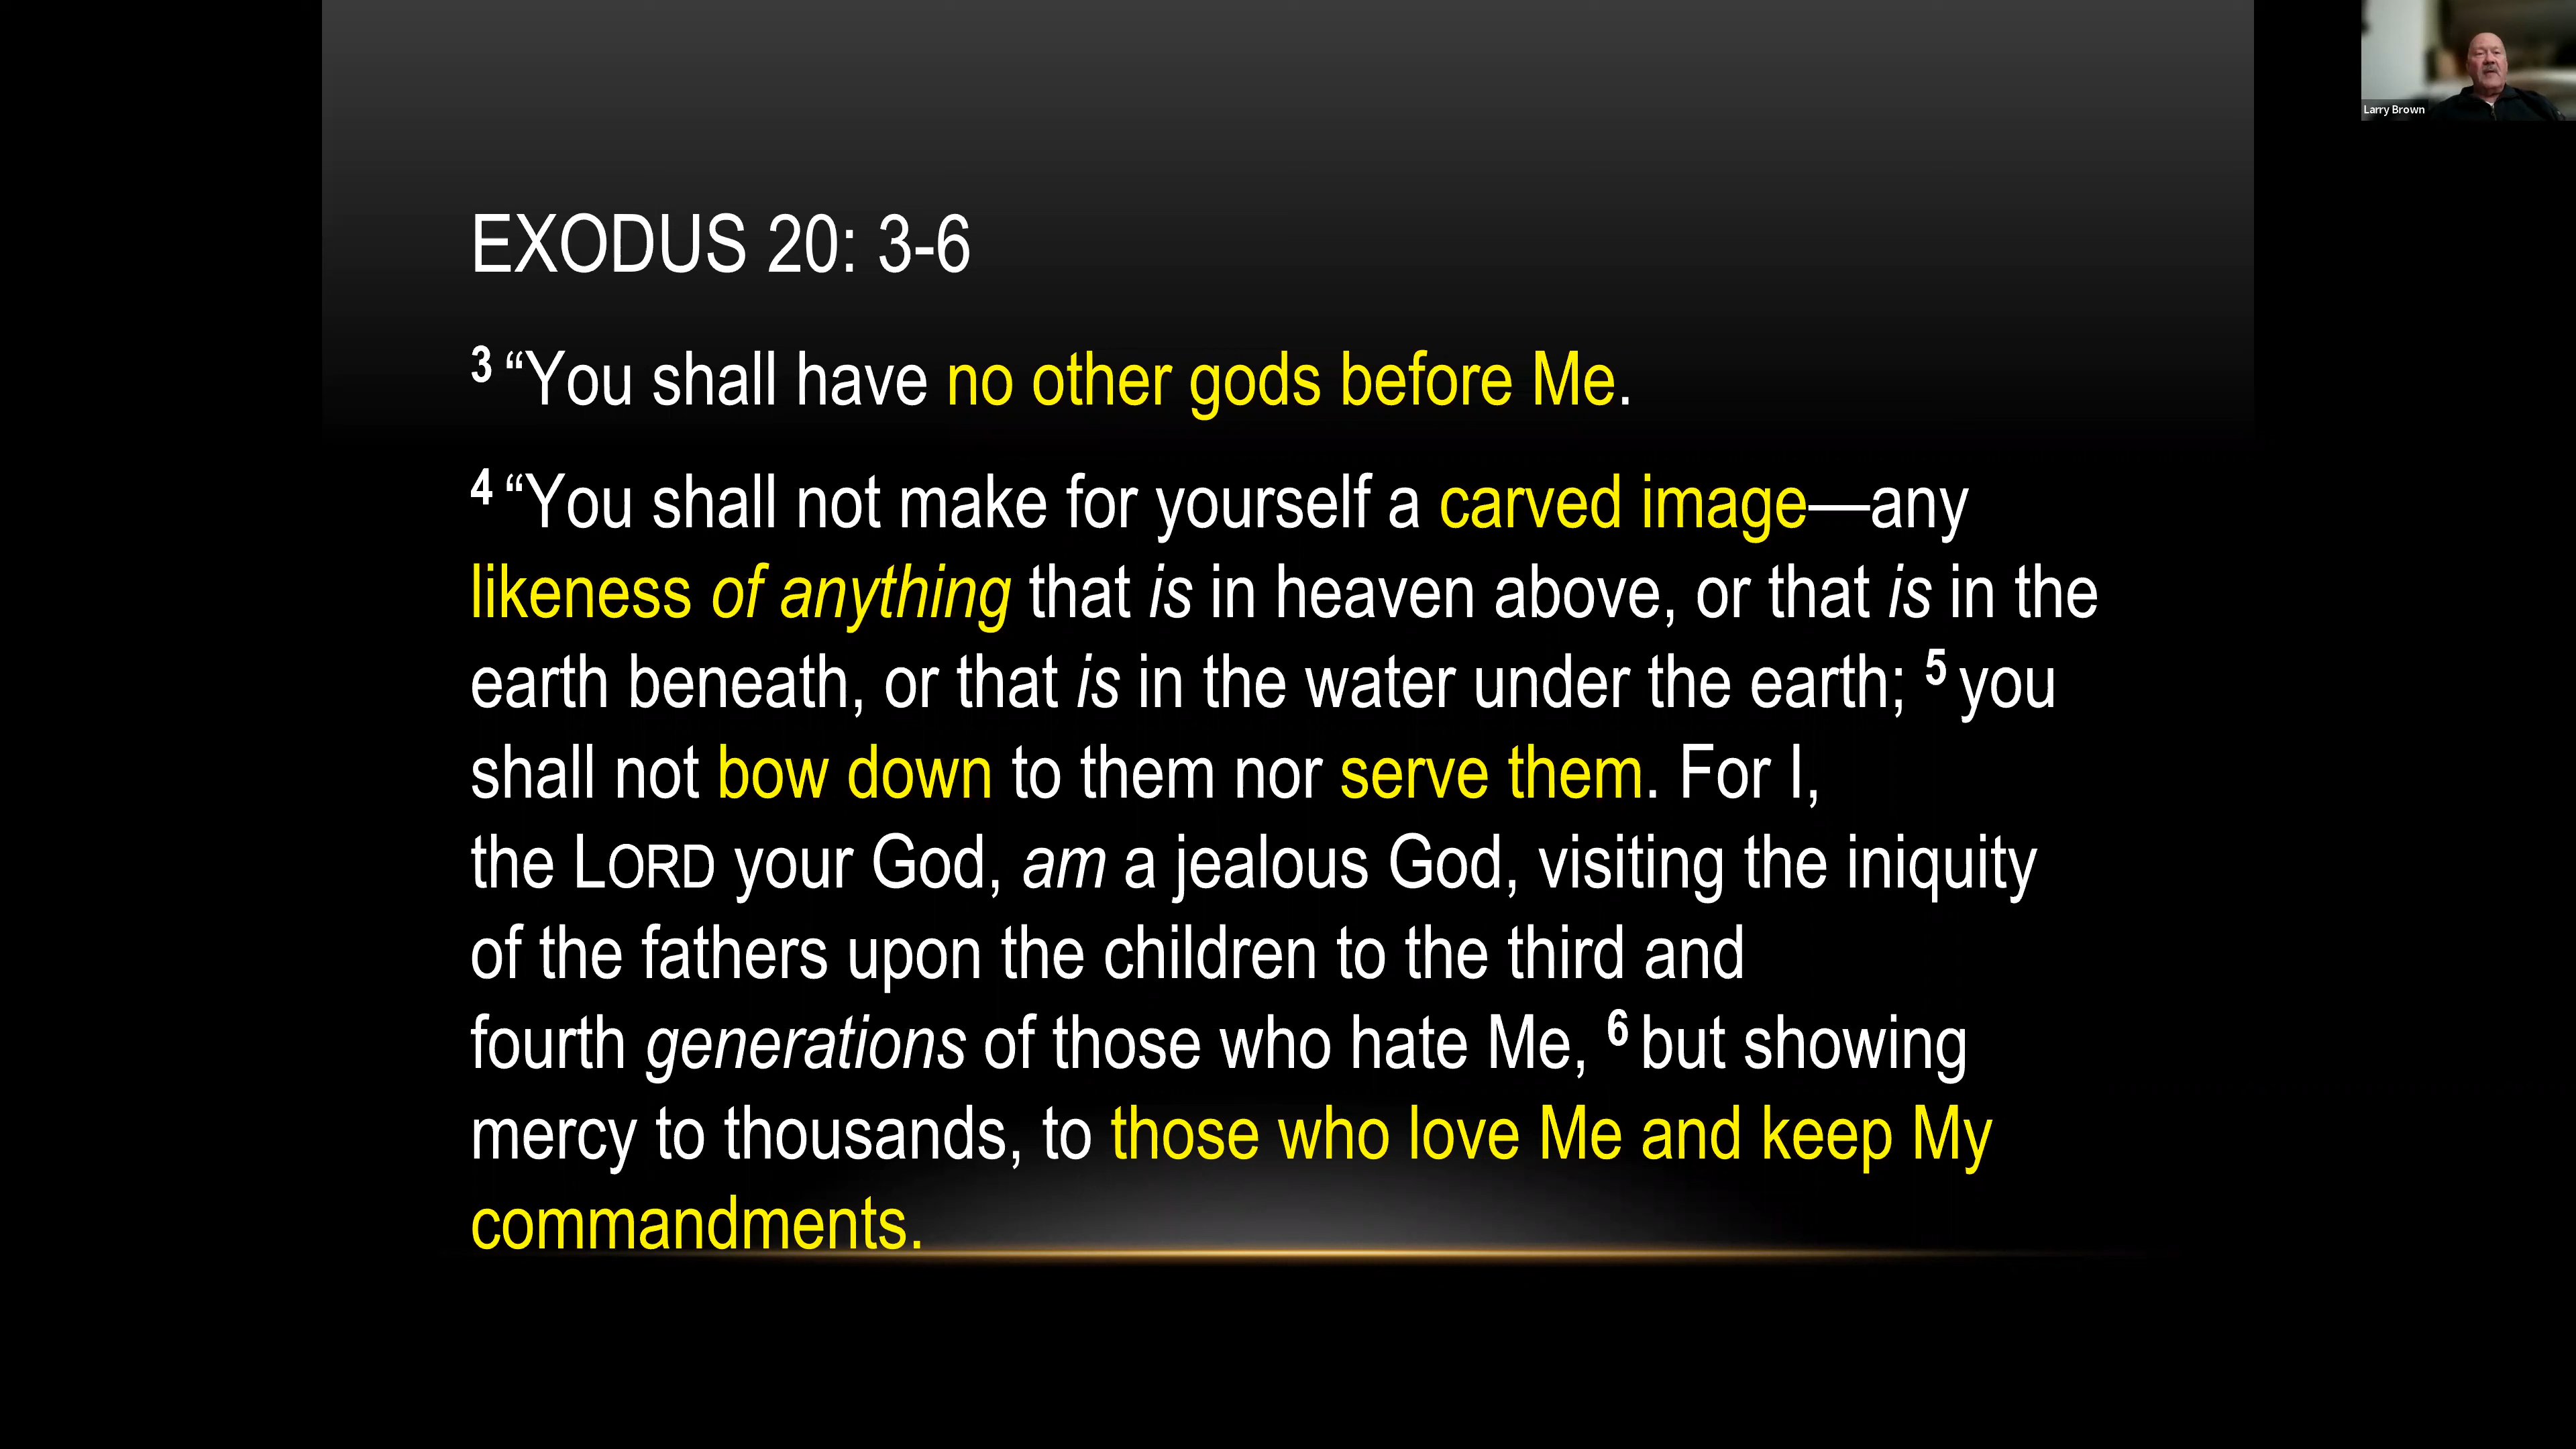 Larry Brown
EXODUS 20: 3-6
3 “You shall have no other gods before Me.
4 “You shall not make for yourself a carved image—any
likeness of anything that is in heaven above, or that is in the
earth beneath, or that is in the water under the earth; 5 you
shall not bow down to them nor serve them. For I,
the LORD your God, am a jealous God, visiting the iniquity
of the fathers upon the children to the third and
fourth generations of those who hate Me, 6 but showing
mercy to thousands, to those who love Me and keep My
commandments.